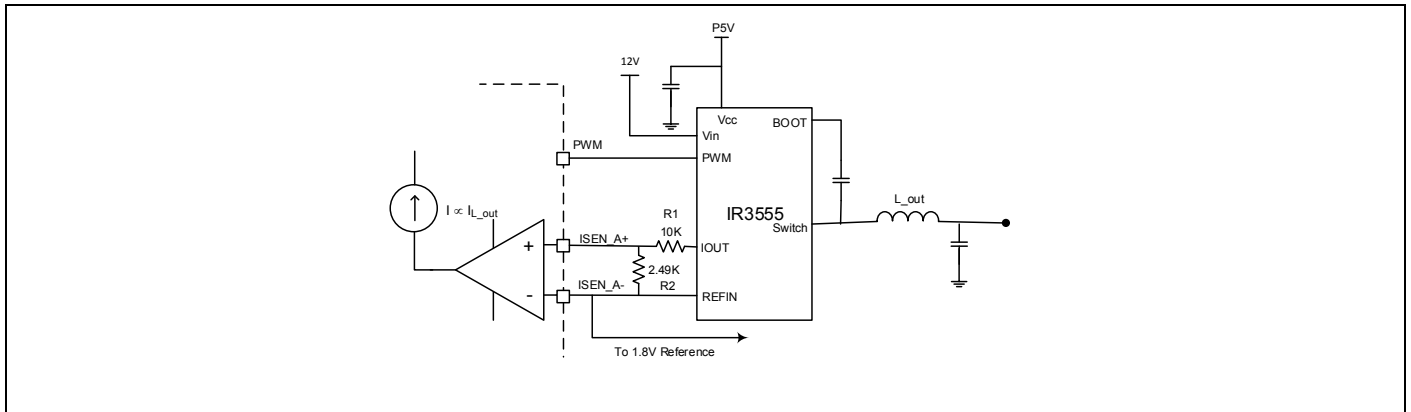 P5V
12V
Vcc
BOOT
Vin
PWM
PWM
I ∝ I_L_out
L_out
R1
IR3555
10K
Switch
ISEN_A+
IOUT
+
2.49K
ISEN_A-
R2
-
REFIN
To 1.8V Reference